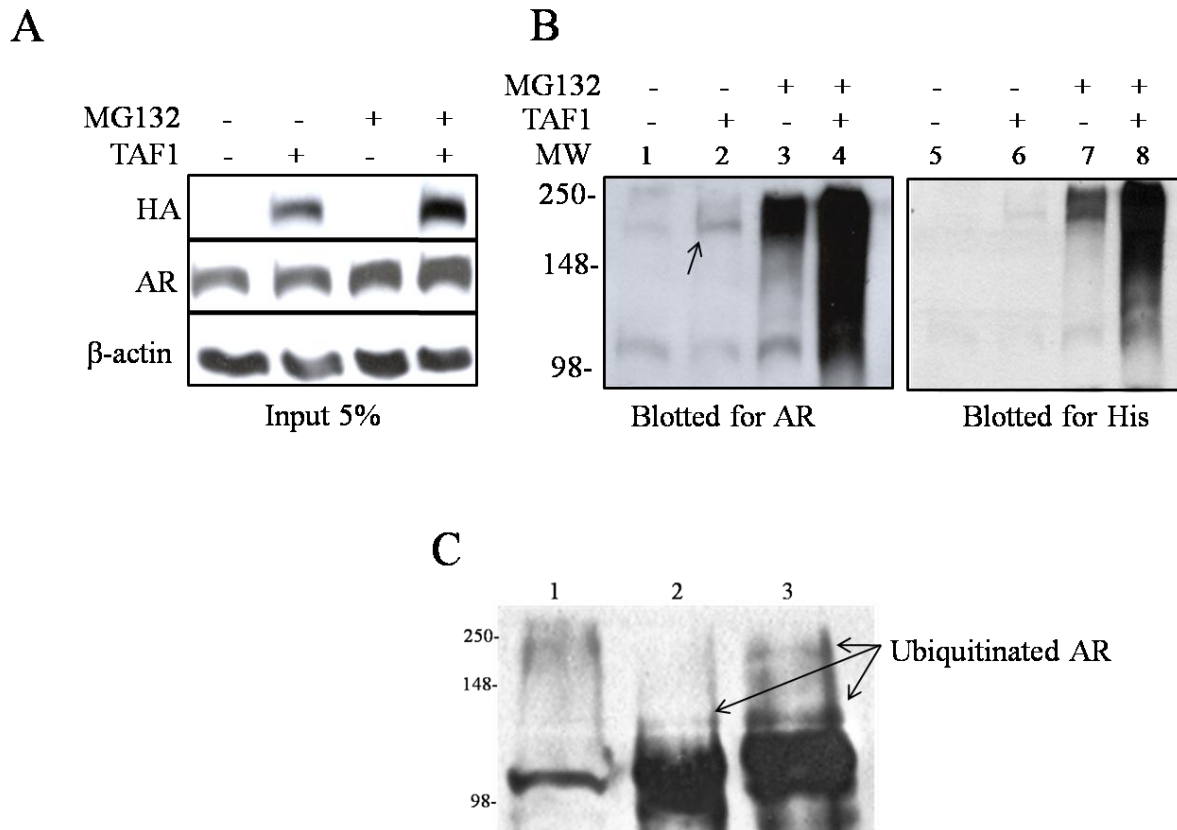 A
MG132 - - + +
TAF1 - + - +
HA
AR
β-actin
Input 5%
B
MG132 - - + + - - + +
TAF1 - + - + - + - +
MW 1 2 3 4 5 6 7 8
250-
148-
98-
Blotted for AR
Blotted for His
C
1 2 3
250-
148-
98-
Ubiquitinated AR